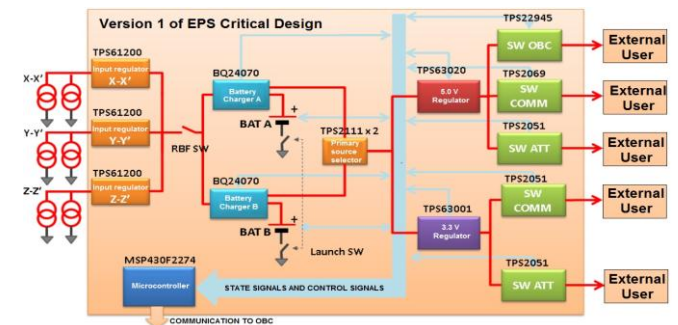 Version 1 of EPS Critical Design
TPS22945
SW OBC
External
User
TPS61200
Input regulator
X-X'
X-X'
BQ24070
Battery
Charger A
TPS63020
5.0 V
Regulator
TPS2069
SW
COMM
External
User
TPS61200
Input regulator
Y-Y'
Y-Y'
RBF SW
BAT A
+
TPS2111 x 2
Primary
source
selector
TPS2051
SW ATT
External
User
TPS61200
Input regulator
Z-Z'
Z-Z'
BQ24070
Battery
Charger B
TPS2051
SW
COMM
External
User
TPS63001
3.3 V
Regulator
BAT B
+
Launch SW
TPS2051
SW ATT
External
User
MSP430F2274
Microcontroller
STATE SIGNALS AND CONTROL SIGNALS
COMMUNICATION TO OBC